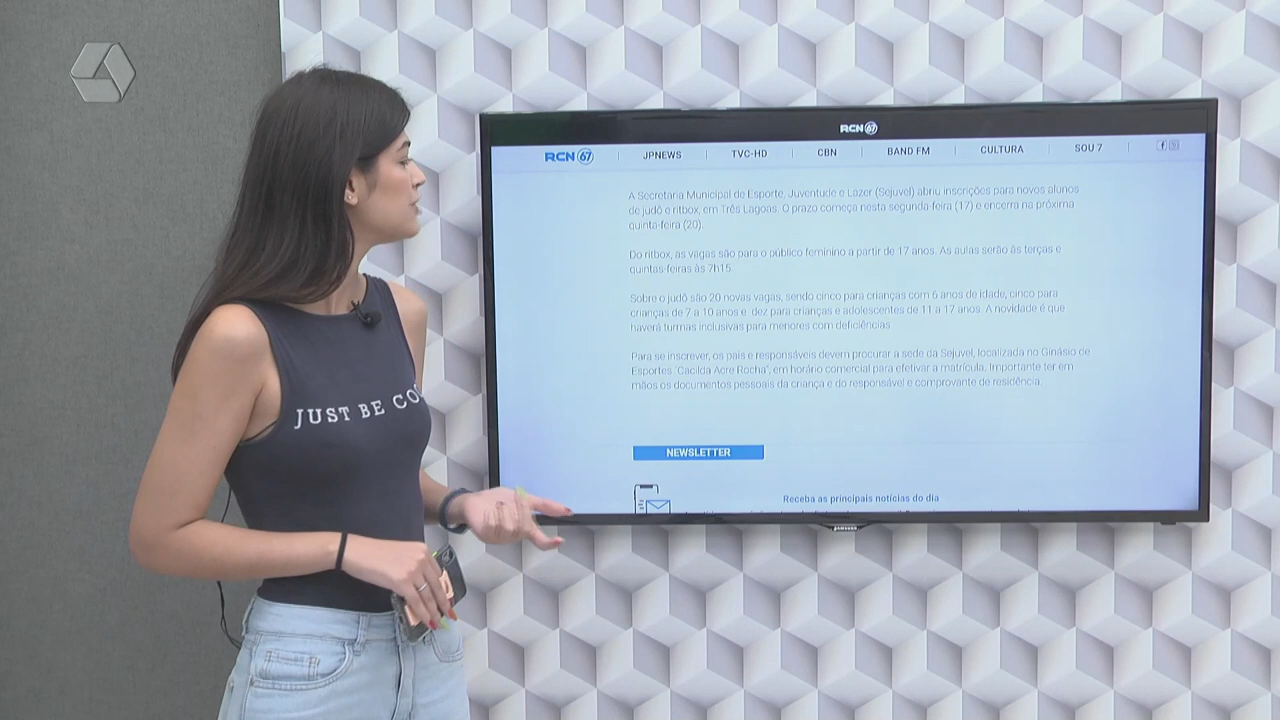 RCN 67
RCN 67 JPNEWS TVC-HD CBN BAND FM CULTURA SOU 7
A Secretaria Municipal de Esporte, Juventude e Lazer (Sejuvel) abriu inscrições para novos alunos
de judô e ritbox, em Três Lagoas. O prazo começa nesta segunda-feira (17) e encerra na próxima
quinta-feira (20).
Do ritbox, as vagas são para o público feminino a partir de 17 anos. As aulas serão às terças e
quintas-feiras às 7h15.
Sobre o judô são 20 novas vagas, sendo cinco para crianças com 6 anos de idade, cinco para
crianças de 7 a 10 anos e dez para crianças e adolescentes de 11 a 17 anos. A novidade é que
haverá turmas inclusivas para menores com deficiências.
Para se inscrever, os pais e responsáveis devem procurar a sede da Sejuvel, localizada no Ginásio de
Esportes "Cacilda Acre Rocha", em horário comercial para efetivar a matrícula. Importante ter em
mãos os documentos pessoais da criança e do responsável e comprovante de residência.
NEWSLETTER
Receba as principais notícias do dia
SAMSUNG
JUST BE COO